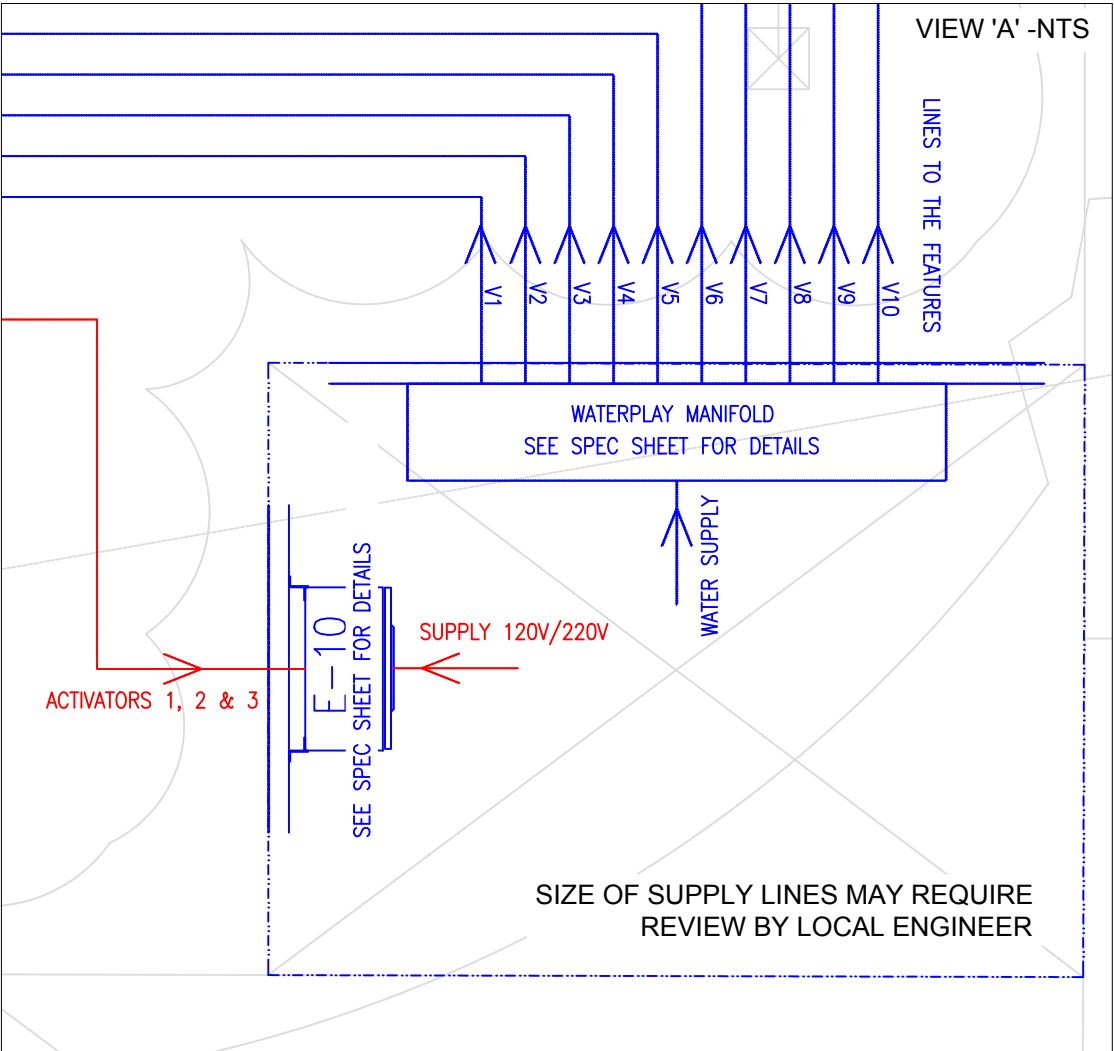 VIEW 'A' -NTS
LINES TO THE FEATURES
V1
V2
V3
V4
V5
V6
V7
V8
V9
V10
WATERPLAY MANIFOLD
SEE SPEC SHEET FOR DETAILS
WATER SUPPLY
E-10
SEE SPEC SHEET FOR DETAILS
SUPPLY 120V/220V
ACTIVATORS 1, 2 & 3
SIZE OF SUPPLY LINES MAY REQUIRE
REVIEW BY LOCAL ENGINEER